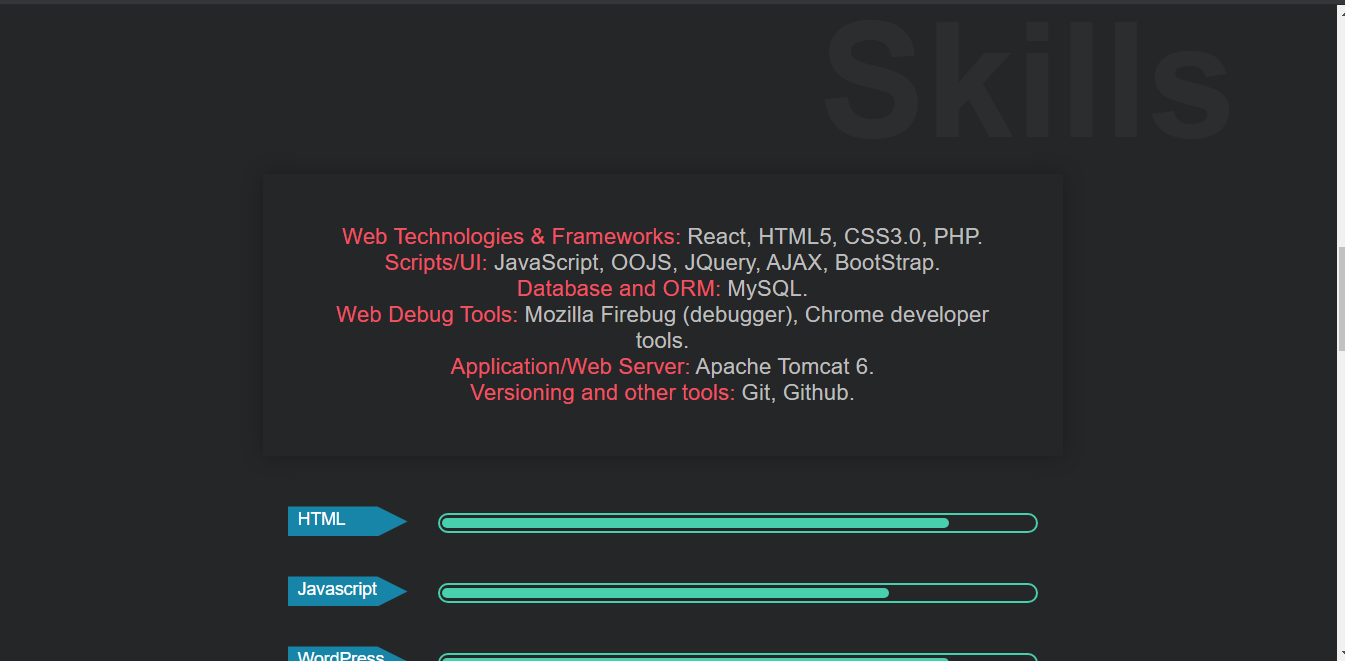 Skills
Web Technologies & Frameworks: React, HTML5, CSS3.0, PHP.
Scripts/UI: JavaScript, OOJS, JQuery, AJAX, BootStrap.
Database and ORM: MySQL.
Web Debug Tools: Mozilla Firebug (debugger), Chrome developer
tools.
Application/Web Server: Apache Tomcat 6.
Versioning and other tools: Git, Github.
HTML
Javascript
WordPress